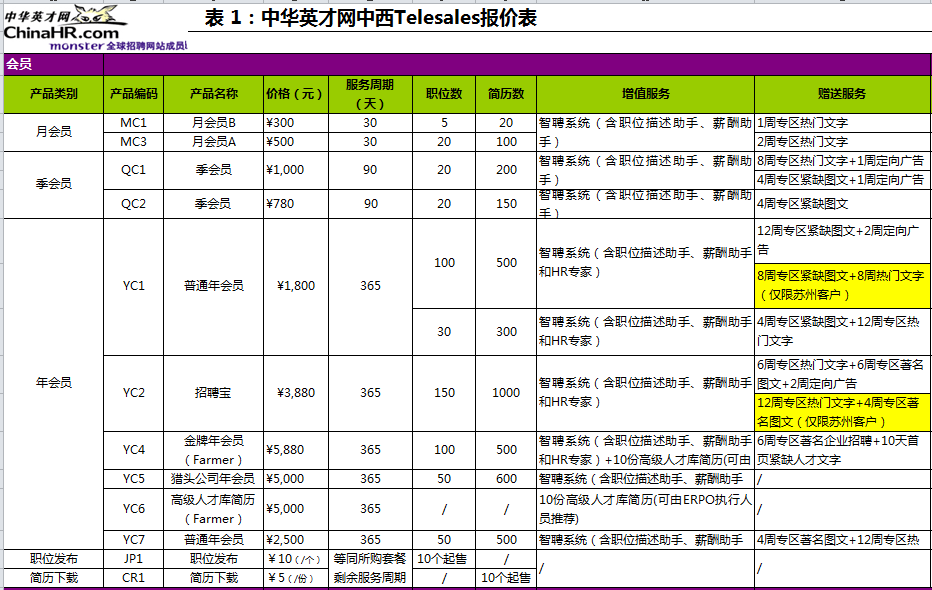 中华英才网
ChinaHR.com
monster 全球招聘网站成员
表 1：中华英才网中西Telesales报价表
会员
产品类别 产品编码 产品名称 价格（元） 服务周期（天） 职位数 简历数 增值服务 赠送服务
月会员 MC1 月会员B ¥300 30 5 20 智聘系统（含职位描述助手、薪酬助手） 1周专区热门文字
MC3 月会员A ¥500 30 20 100 2周专区热门文字
季会员 QC1 季会员 ¥1,000 90 20 200 智聘系统（含职位描述助手、薪酬助手） 8周专区热门文字+1周定向广告
4周专区紧缺图文+1周定向广告
QC2 季会员 ¥780 90 20 150 智聘系统（含职位描述助手、薪酬助手） 4周专区紧缺图文
年会员 YC1 普通年会员 ¥1,800 365 100 500 智聘系统（含职位描述助手、薪酬助手和HR专家） 12周专区紧缺图文+2周定向广告
8周专区紧缺图文+8周热门文字（仅限苏州客户）
30 300 智聘系统（含职位描述助手、薪酬助手和HR专家） 4周专区紧缺图文+12周专区热门文字
YC2 招聘宝 ¥3,880 365 150 1000 智聘系统（含职位描述助手、薪酬助手和HR专家） 6周专区热门文字+6周专区著名图文+2周定向广告
12周专区热门文字+4周专区著名图文（仅限苏州客户）
YC4 金牌年会员（Farmer） ¥5,880 365 100 500 智聘系统（含职位描述助手、薪酬助手和HR专家）+10份高级人才库简历(可由 6周专区著名企业招聘+10天首页紧缺人才文字
YC5 猎头公司年会员 ¥5,000 365 50 600 智聘系统（含职位描述助手、薪酬助手 /
YC6 高级人才库简历（Farmer） ¥5,000 365 / / 10份高级人才库简历(可由ERPO执行人员推荐) /
YC7 普通年会员 ¥2,500 365 50 500 智聘系统（含职位描述助手、薪酬助手 4周专区著名图文+12周专区热
职位发布 JP1 职位发布 ￥10（/个） 等同所购套餐 10个起售 / / /
简历下载 CR1 简历下载 ￥5（/份） 剩余服务周期 / 10个起售